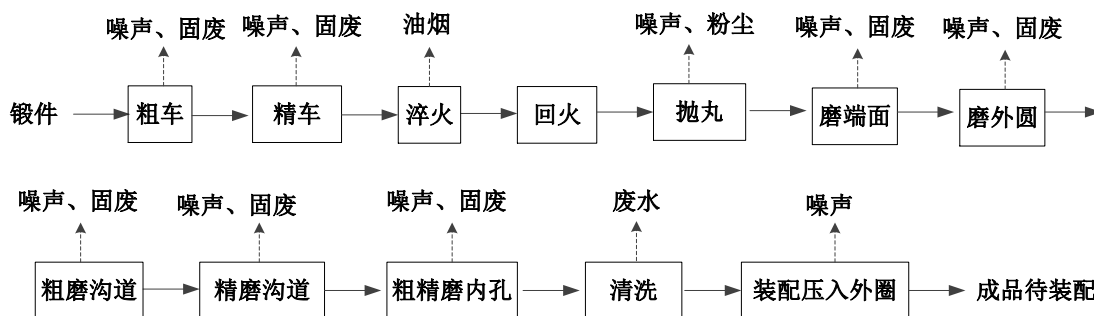 噪声、固废 噪声、固废 油烟 噪声、粉尘 噪声、固废 噪声、固废
锻件 粗车 精车 淬火 回火 抛丸 磨端面 磨外圆
噪声、固废 噪声、固废 噪声、固废 废水 噪声
粗磨沟道 精磨沟道 粗精磨内孔 清洗 装配压入外圈 成品待装配